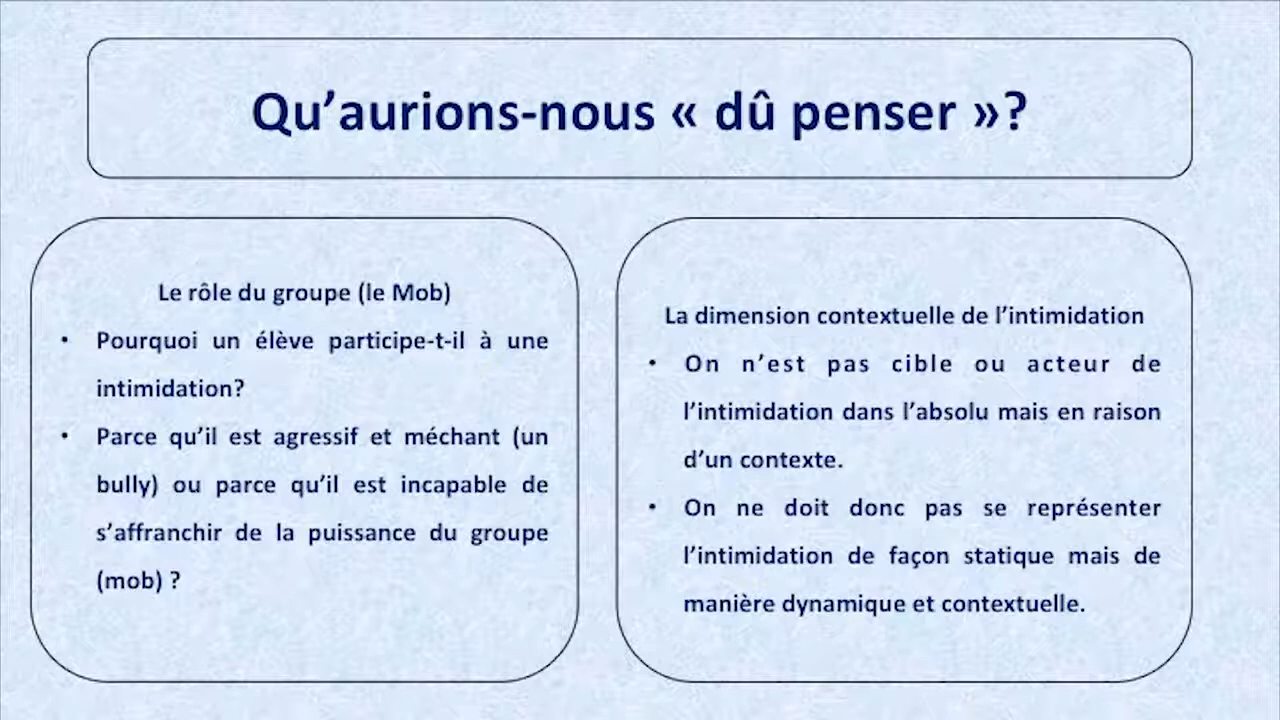 Qu’aurions-nous « dû penser »?
Le rôle du groupe (le Mob)
• Pourquoi un élève participe-t-il à une
intimidation?
• Parce qu’il est agressif et méchant (un
bully) ou parce qu’il est incapable de
s’affranchir de la puissance du groupe
(mob) ?
La dimension contextuelle de l’intimidation
• On n’est pas cible ou acteur de
l’intimidation dans l’absolu mais en raison
d’un contexte.
• On ne doit donc pas se représenter
l’intimidation de façon statique mais de
manière dynamique et contextuelle.